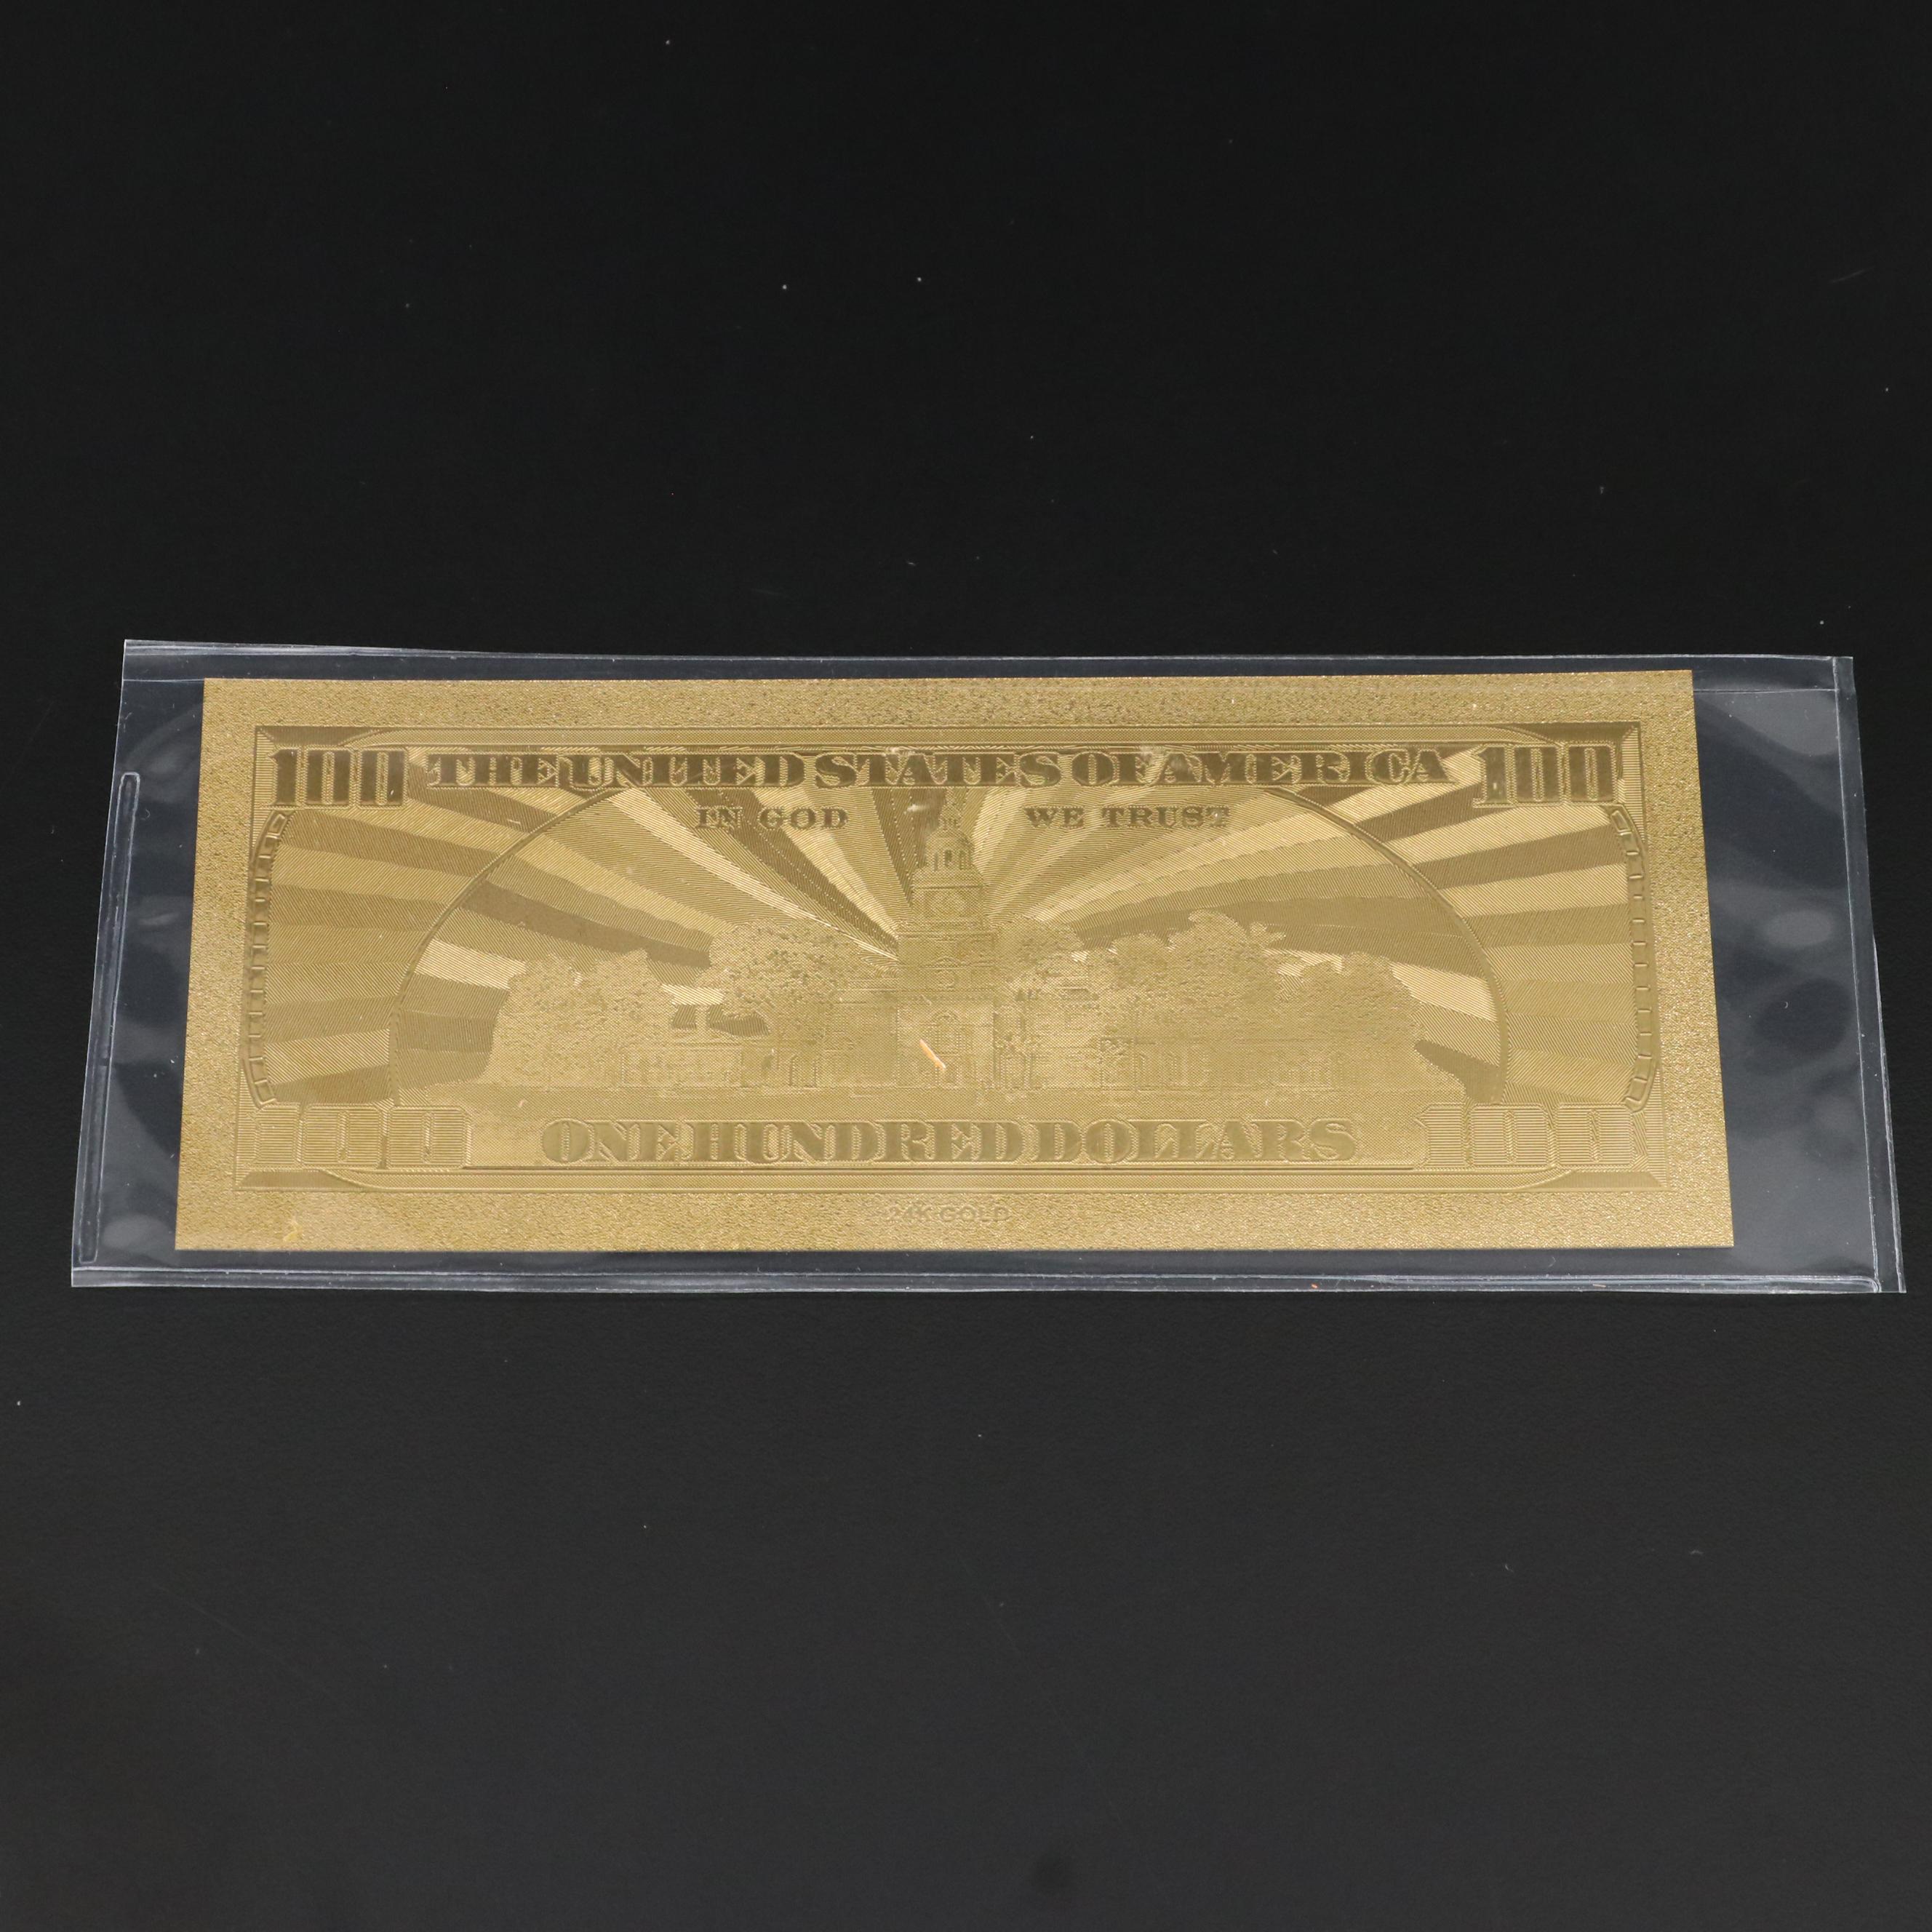 100 THE UNITED STATES OF AMERICA 100
IN GOD WE TRUST
100 ONE HUNDRED DOLLARS 100
24K GOLD